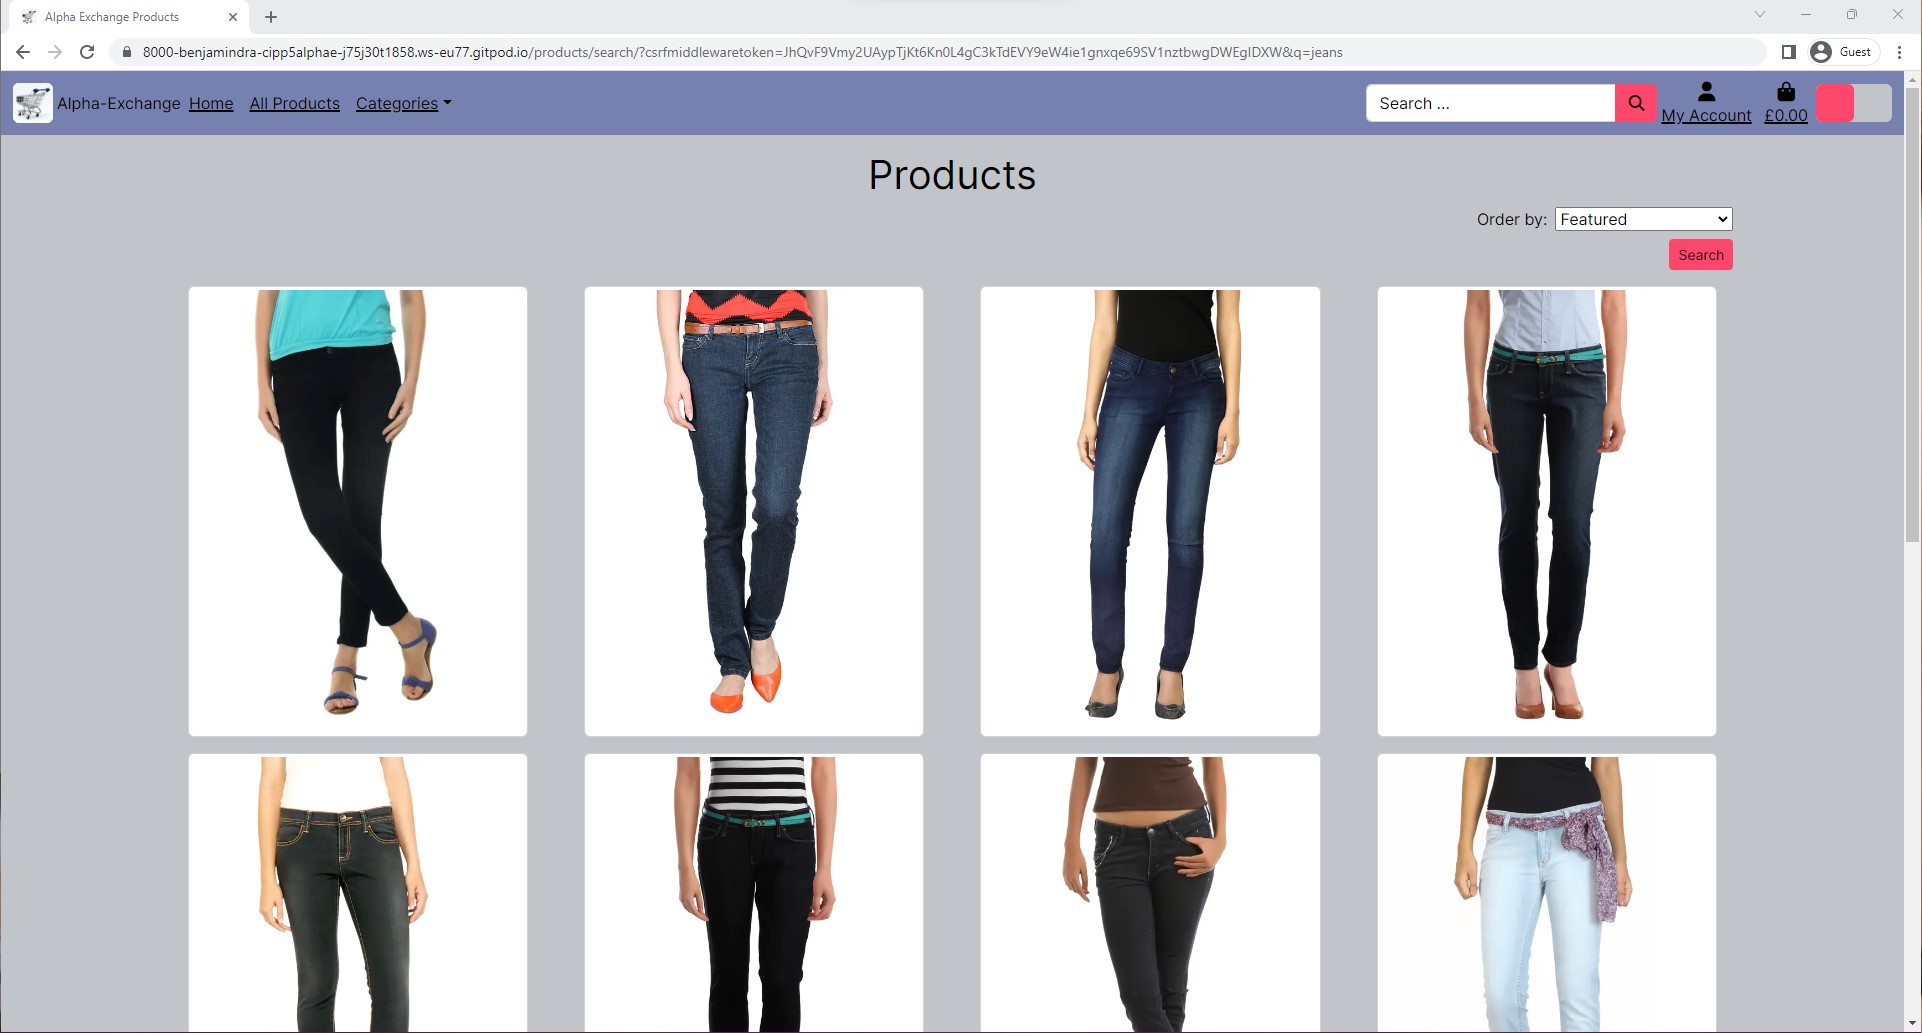 Alpha Exchange Products
8000-benjamindra-cipp5alphae-j75j30t1858.ws-eu77.gitpod.io/products/search/?csrfmiddlewaretoken=JhQvF9Vmy2UAypTjKt6Kn0L4gC3kTdEVY9eW4ie1gnxqe69SV1nztbwgDWEgIDXW&q=jeans
Guest
Alpha-Exchange Home All Products Categories
Search ...
My Account £0.00
Products
Order by: Featured
Search